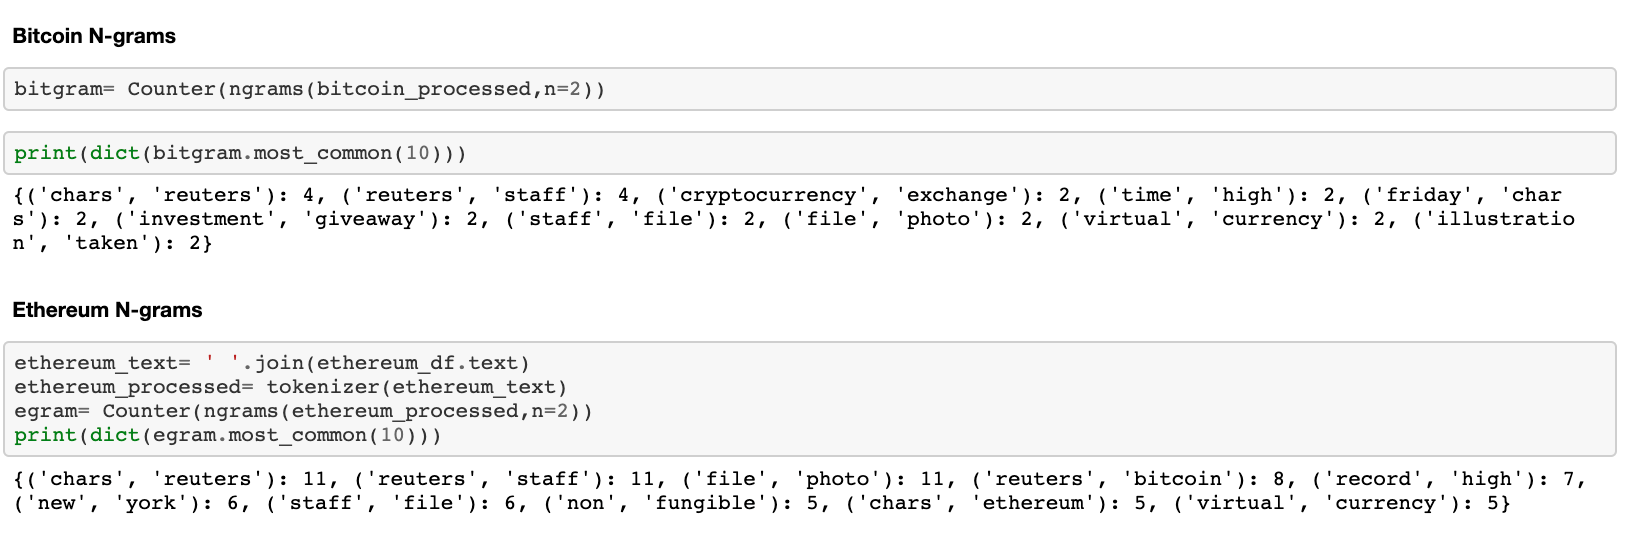 Bitcoin N-grams
bitgram= Counter(ngrams(bitcoin_processed,n=2))
print(dict(bitgram.most_common(10)))
{('chars', 'reuters'): 4, ('reuters', 'staff'): 4, ('cryptocurrency', 'exchange'): 2, ('time', 'high'): 2, ('friday', 'char
s'): 2, ('investment', 'giveaway'): 2, ('staff', 'file'): 2, ('file', 'photo'): 2, ('virtual', 'currency'): 2, ('illustratio
n', 'taken'): 2}
Ethereum N-grams
ethereum_text= ' '.join(ethereum_df.text)
ethereum_processed= tokenizer(ethereum_text)
egram= Counter(ngrams(ethereum_processed,n=2))
print(dict(egram.most_common(10)))
{('chars', 'reuters'): 11, ('reuters', 'staff'): 11, ('file', 'photo'): 11, ('reuters', 'bitcoin'): 8, ('record', 'high'): 7,
('new', 'york'): 6, ('staff', 'file'): 6, ('non', 'fungible'): 5, ('chars', 'ethereum'): 5, ('virtual', 'currency'): 5}